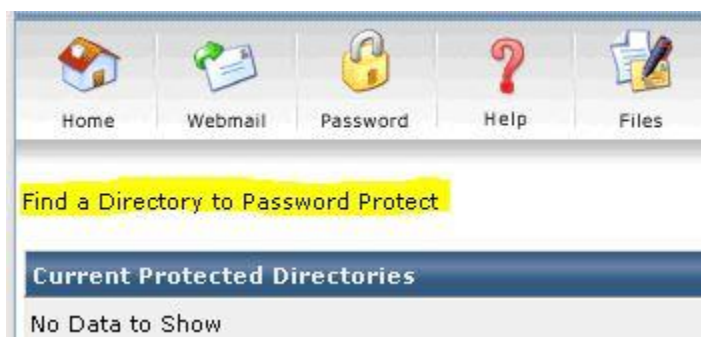 Home Webmail Password Help Files
Find a Directory to Password Protect
Current Protected Directories
No Data to Show